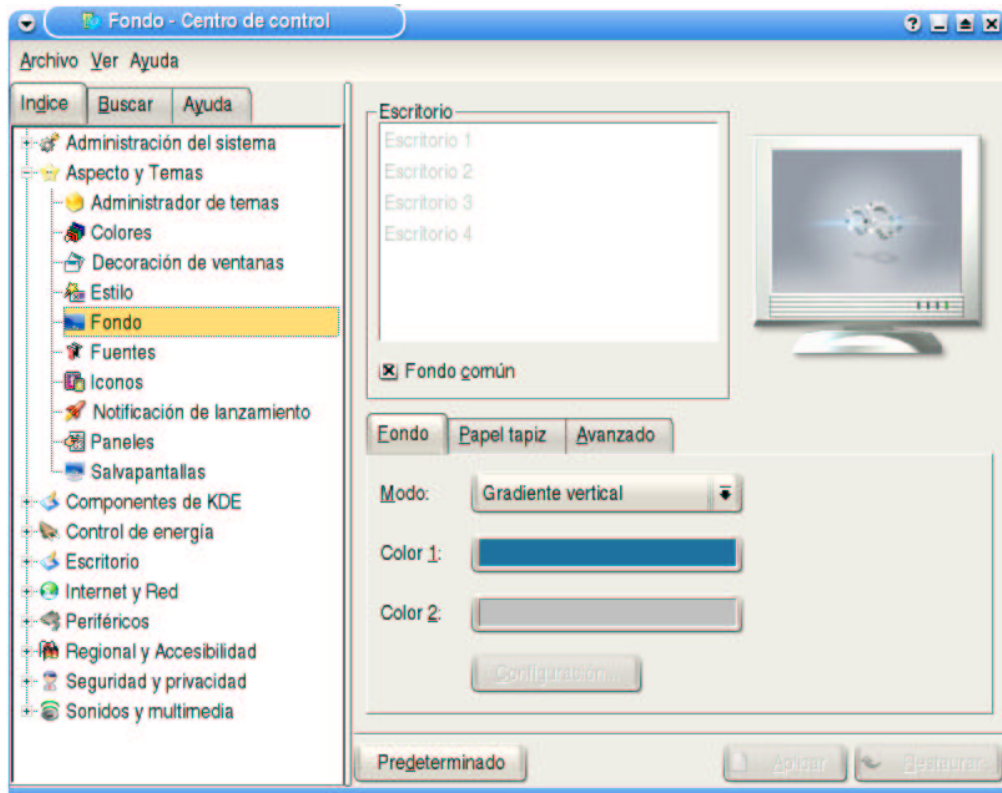 Fondo - Centro de control
Archivo Ver Ayuda
Indice Buscar Ayuda
Administración del sistema
Aspecto y Temas
Administrador de temas
Colores
Decoración de ventanas
Estilo
Fondo
Fuentes
Iconos
Notificación de lanzamiento
Paneles
Salvapantallas
Componentes de KDE
Control de energía
Escritorio
Internet y Red
Periféricos
Regional y Accesibilidad
Seguridad y privacidad
Sonidos y multimedia
Escritorio
Escritorio 1
Escritorio 2
Escritorio 3
Escritorio 4
Fondo común
Fondo Papel tapiz Avanzado
Modo: Gradiente vertical
Color 1:
Color 2:
Configuración...
Predeterminado Aplicar Restaurar